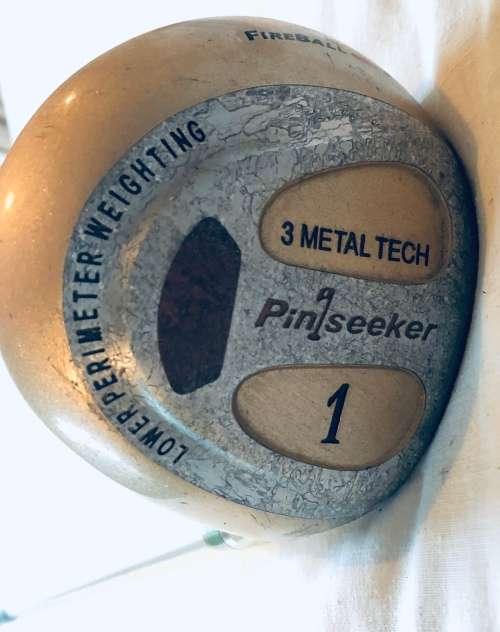 FIREBALL
LOWER PERIMETER WEIGHTING
3 METAL TECH
Pinseeker
1